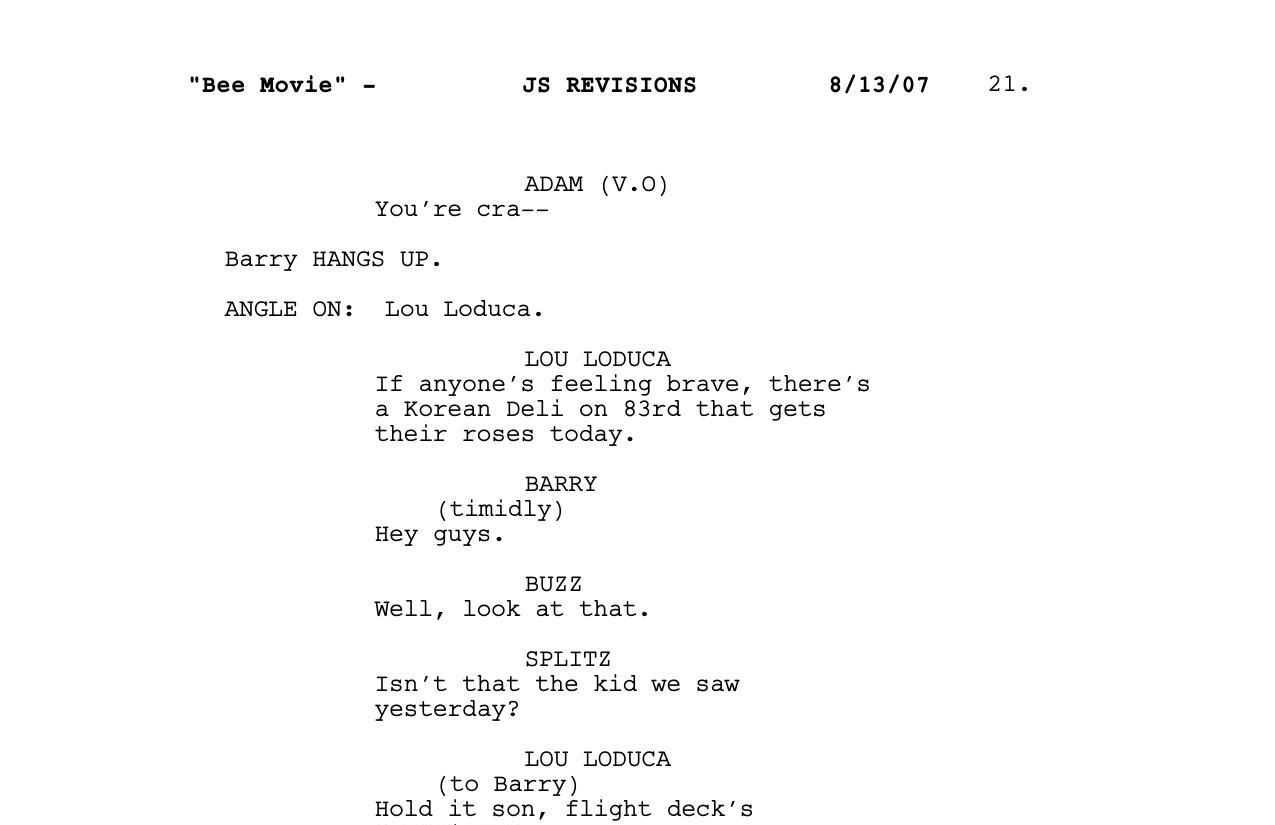 "Bee Movie" - JS REVISIONS 8/13/07 21.
ADAM (V.O)
You're cra--
Barry HANGS UP.
ANGLE ON: Lou Loduca.
LOU LODUCA
If anyone's feeling brave, there's
a Korean Deli on 83rd that gets
their roses today.
BARRY
(timidly)
Hey guys.
BUZZ
Well, look at that.
SPLITZ
Isn't that the kid we saw
yesterday?
LOU LODUCA
(to Barry)
Hold it son, flight deck's